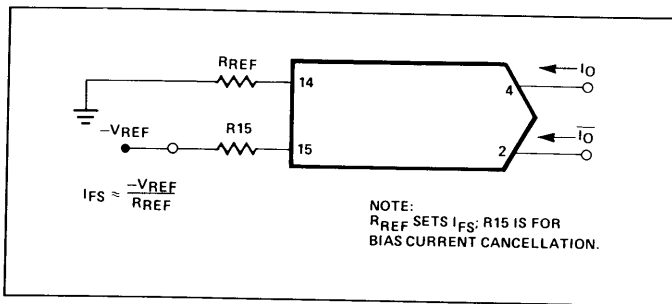 RREF
14
IO
4
−VREF
R15
15
IO
2
IFS ≈ −VREF
RREF
NOTE:
RREF SETS IFS; R15 IS FOR
BIAS CURRENT CANCELLATION.